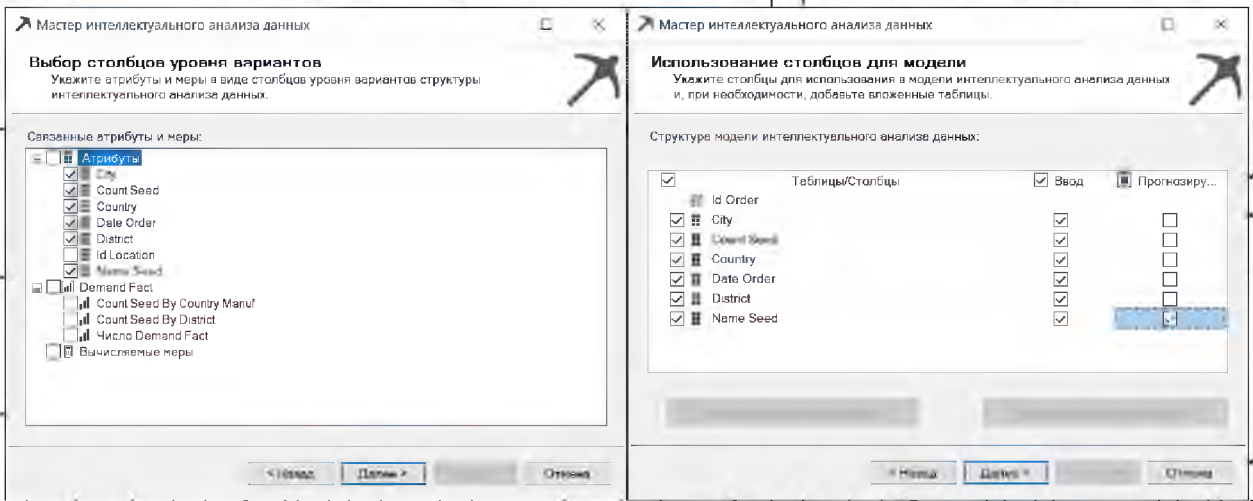 Мастер интеллектуального анализа данных
Выбор столбцов уровня вариантов
Укажите атрибуты и меры в виде столбцов уровня вариантов структуры
интеллектуального анализа данных.
Связанные атрибуты и меры:
Атрибуты
City
Count Seed
Country
Date Order
District
Id Location
Name Seed
Demand Fact
Count Seed By Country Manuf
Count Seed By District
Число Demand Fact
Вычисляемые меры
< Назад
Далее >
Отмена
Мастер интеллектуального анализа данных
Использование столбцов для модели
Укажите столбцы для использования в модели интеллектуального анализа данных
и, при необходимости, добавьте вложенные таблицы.
Структура модели интеллектуального анализа данных:
Таблицы/Столбцы Ввод Прогнозиру...
Id Order
City
Count Seed
Country
Date Order
District
Name Seed
< Назад
Далее >
Отмена